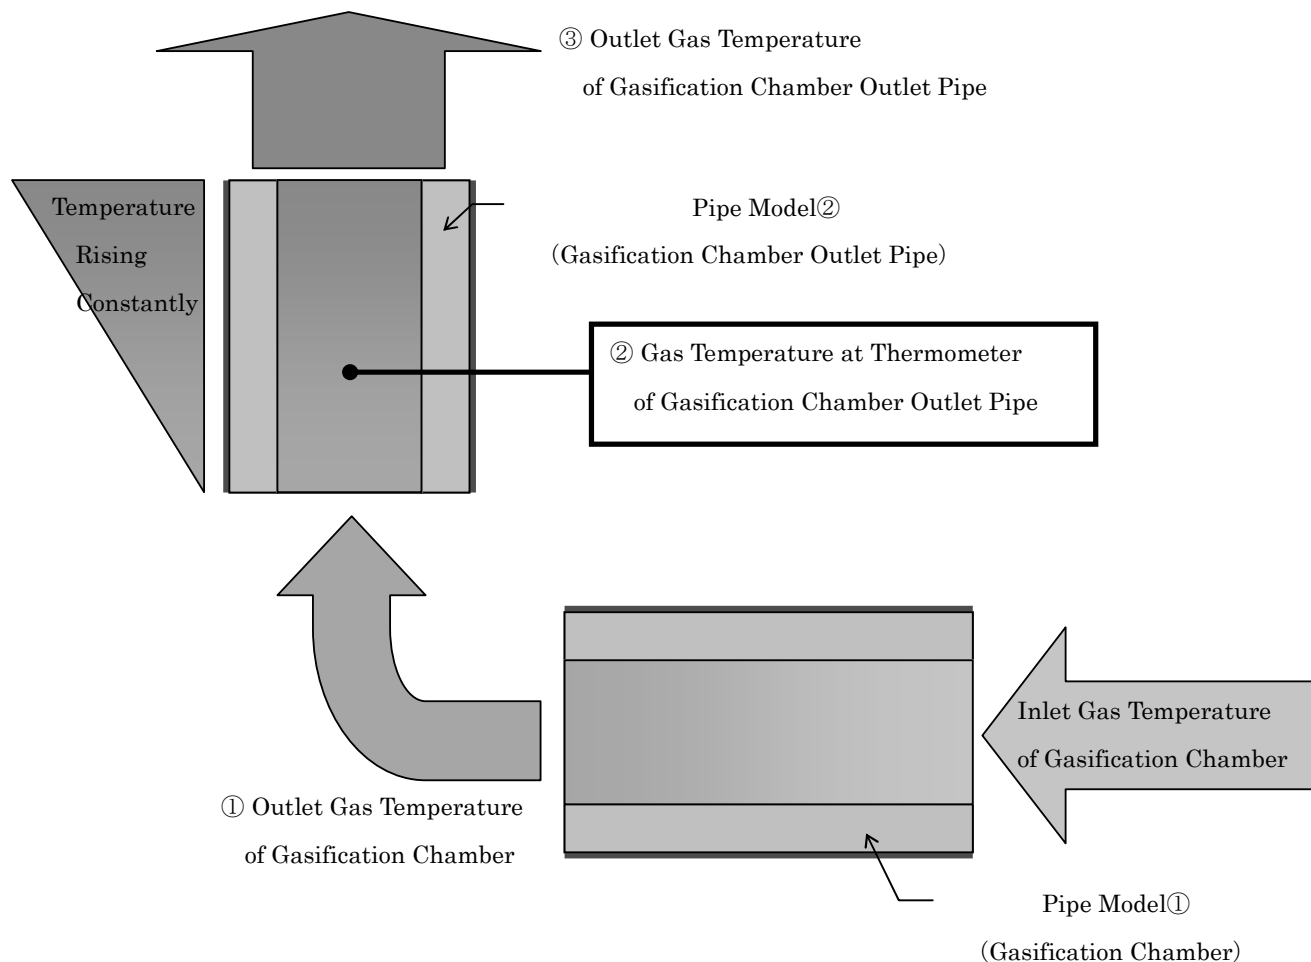 ③ Outlet Gas Temperature
of Gasification Chamber Outlet Pipe
Temperature
Rising
Constantly
Pipe Model②
(Gasification Chamber Outlet Pipe)
② Gas Temperature at Thermometer
of Gasification Chamber Outlet Pipe
Inlet Gas Temperature
of Gasification Chamber
① Outlet Gas Temperature
of Gasification Chamber
Pipe Model①
(Gasification Chamber)